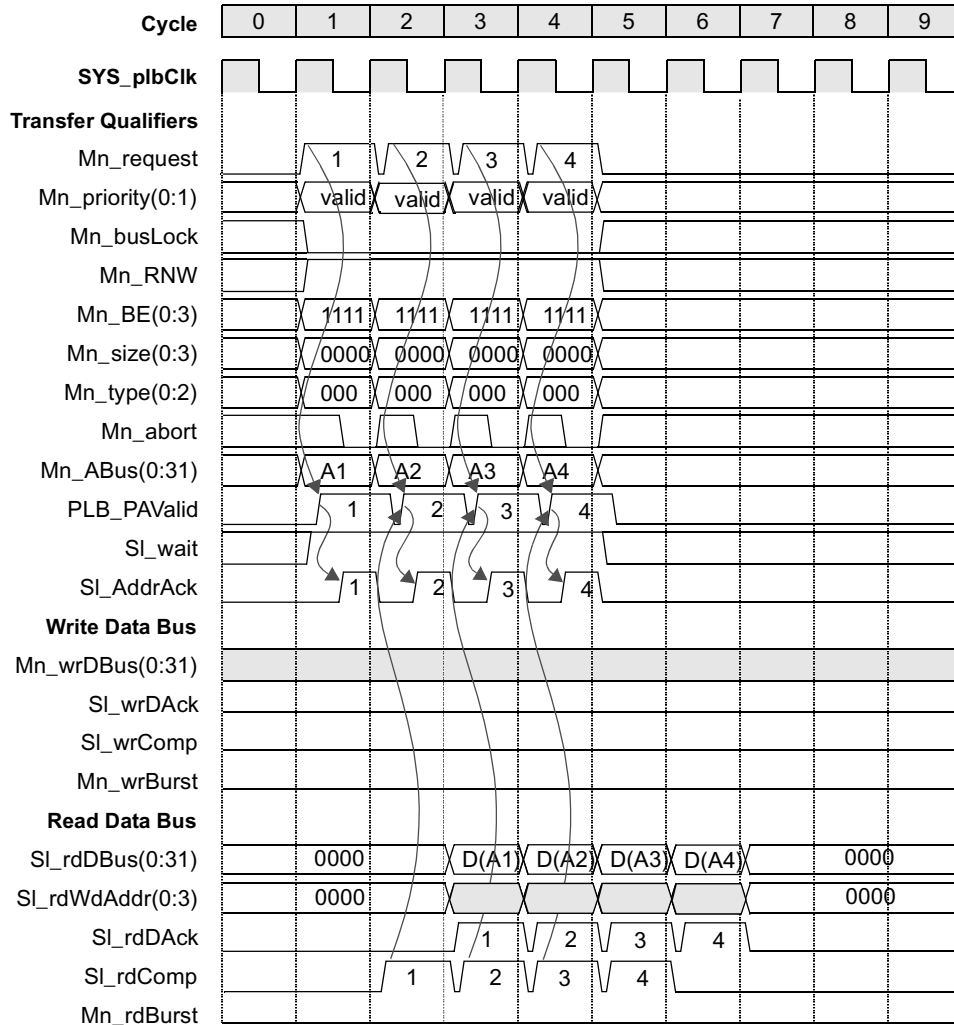 Cycle 0 1 2 3 4 5 6 7 8 9
SYS_plbClk
Transfer Qualifiers
Mn_request 1 2 3 4
Mn_priority(0:1) valid valid valid valid
Mn_busLock
Mn_RNW
Mn_BE(0:3) 1111 1111 1111 1111
Mn_size(0:3) 0000 0000 0000 0000
Mn_type(0:2) 000 000 000 000
Mn_abort
Mn_ABus(0:31) A1 A2 A3 A4
PLB_PAValid 1 2 3 4
Sl_wait
Sl_AddrAck 1 2 3 4
Write Data Bus
Mn_wrDBus(0:31)
Sl_wrDAck
Sl_wrComp
Mn_wrBurst
Read Data Bus
Sl_rdDBus(0:31) 0000 D(A1) D(A2) D(A3) D(A4) 0000
Sl_rdWdAddr(0:3) 0000 0000
Sl_rdDAck 1 2 3 4
Sl_rdComp 1 2 3 4
Mn_rdBurst